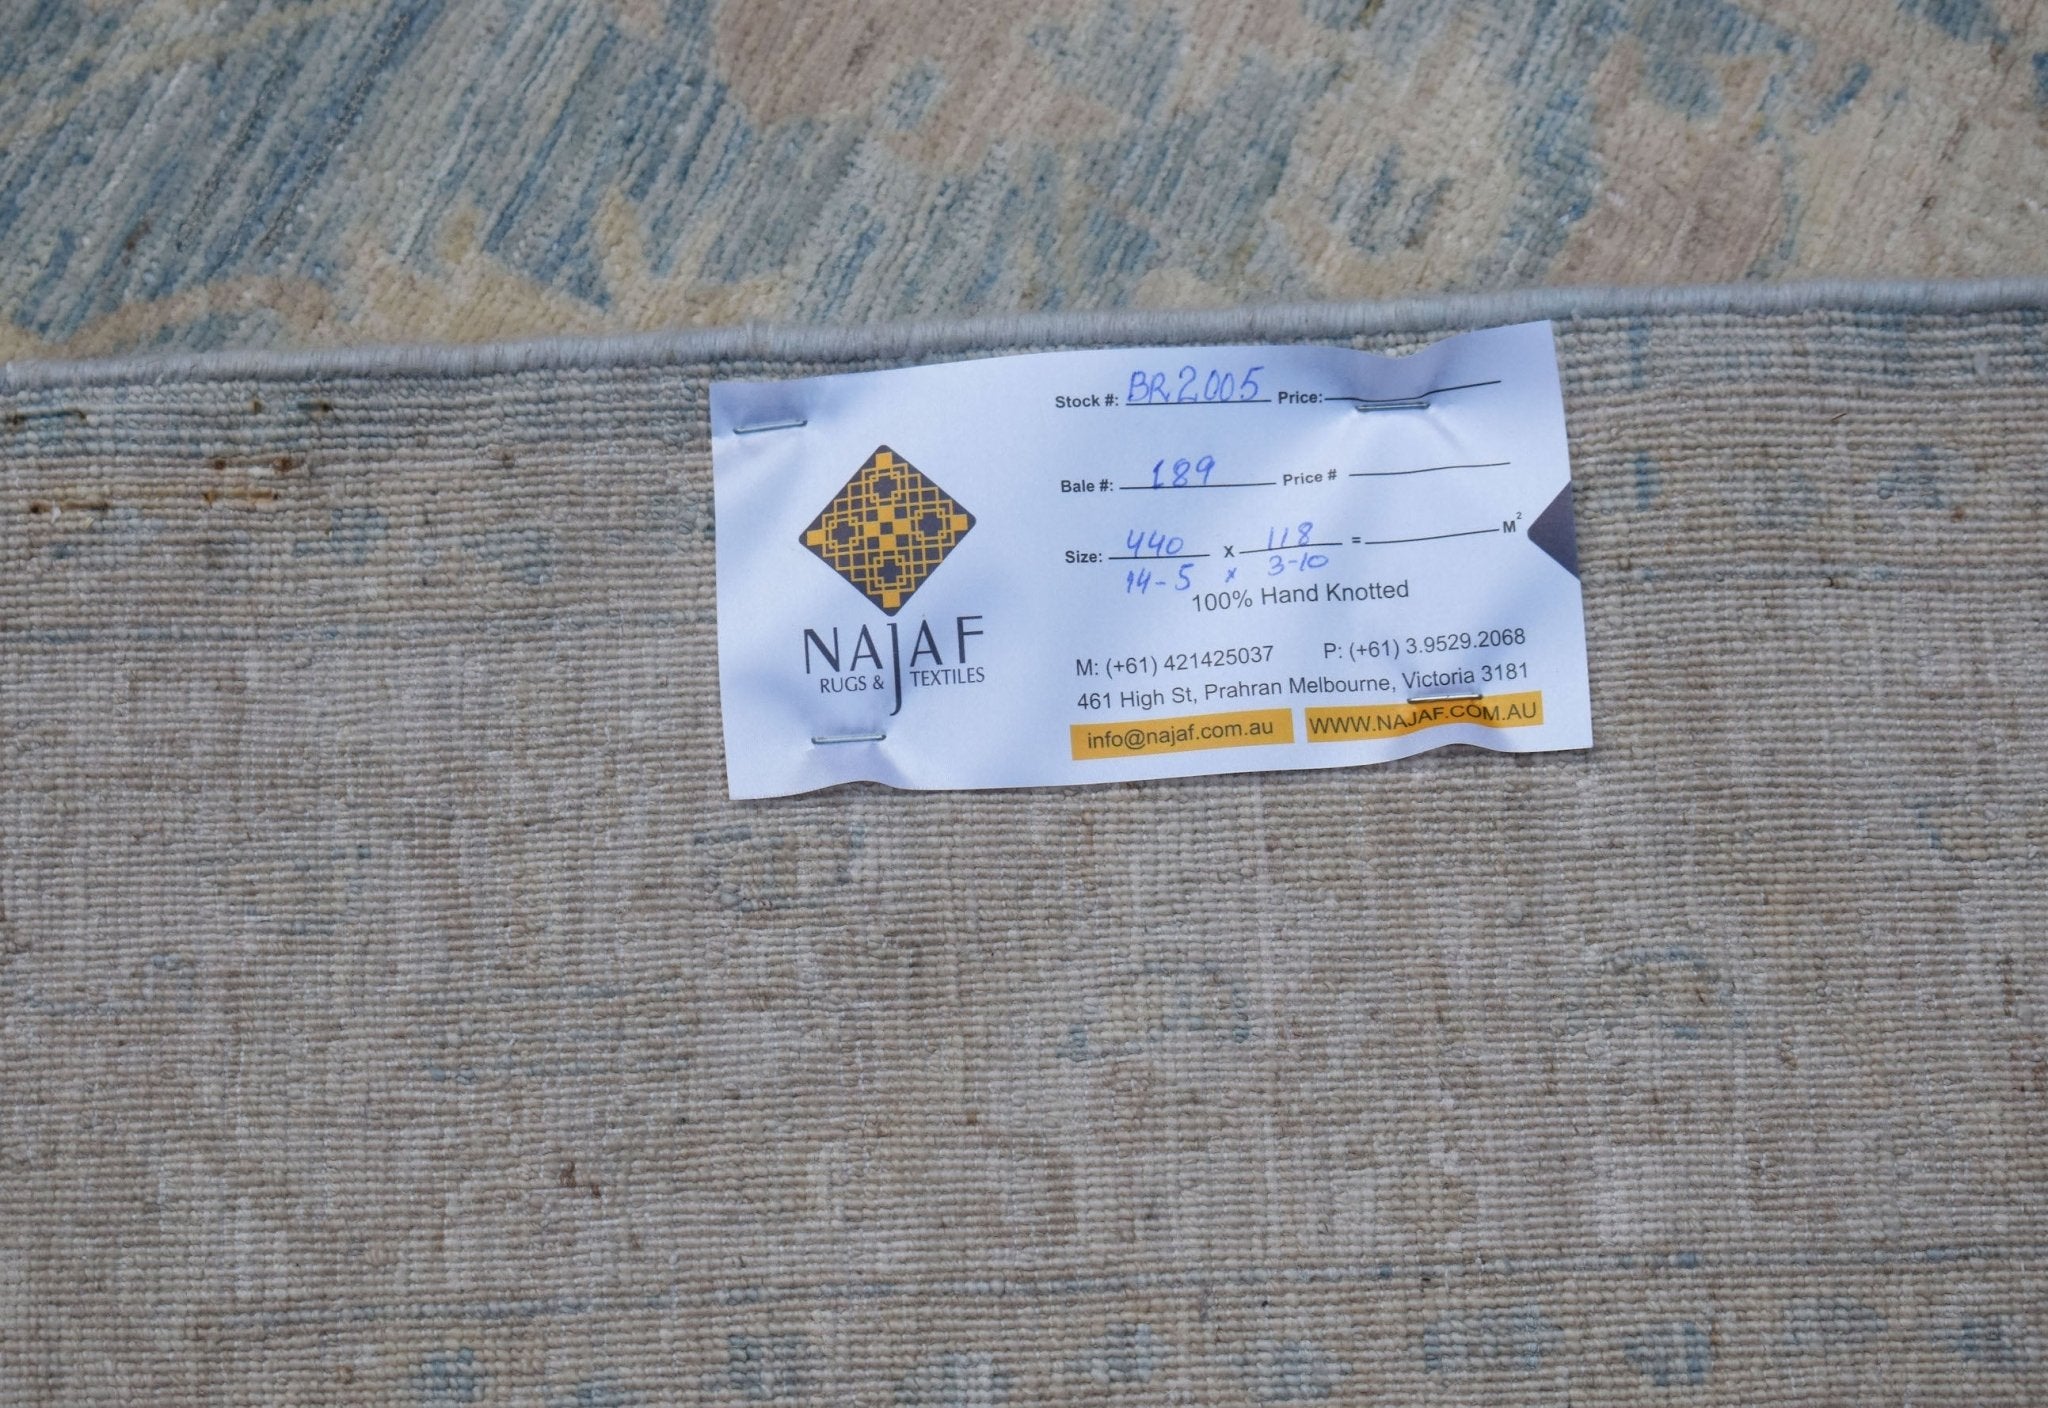 Stock #: BR2005 Price:
Bale #: 189 Price #
Size: 440 x 118 = M²
14-5 x 3-10
100% Hand Knotted
NAJAF
RUGS & TEXTILES
M: (+61) 421425037 P: (+61) 3.9529.2068
461 High St, Prahran Melbourne, Victoria 3181
info@najaf.com.au WWW.NAJAF.COM.AU